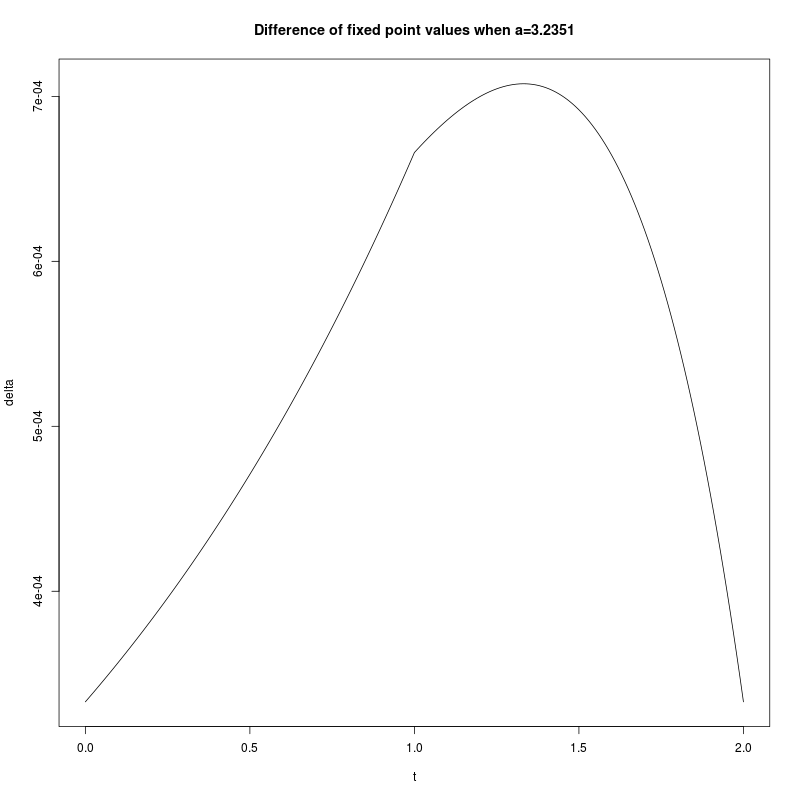 Difference of fixed point values when a=3.2351
7e-04
6e-04
5e-04
4e-04
delta
0.0 0.5 1.0 1.5 2.0
t